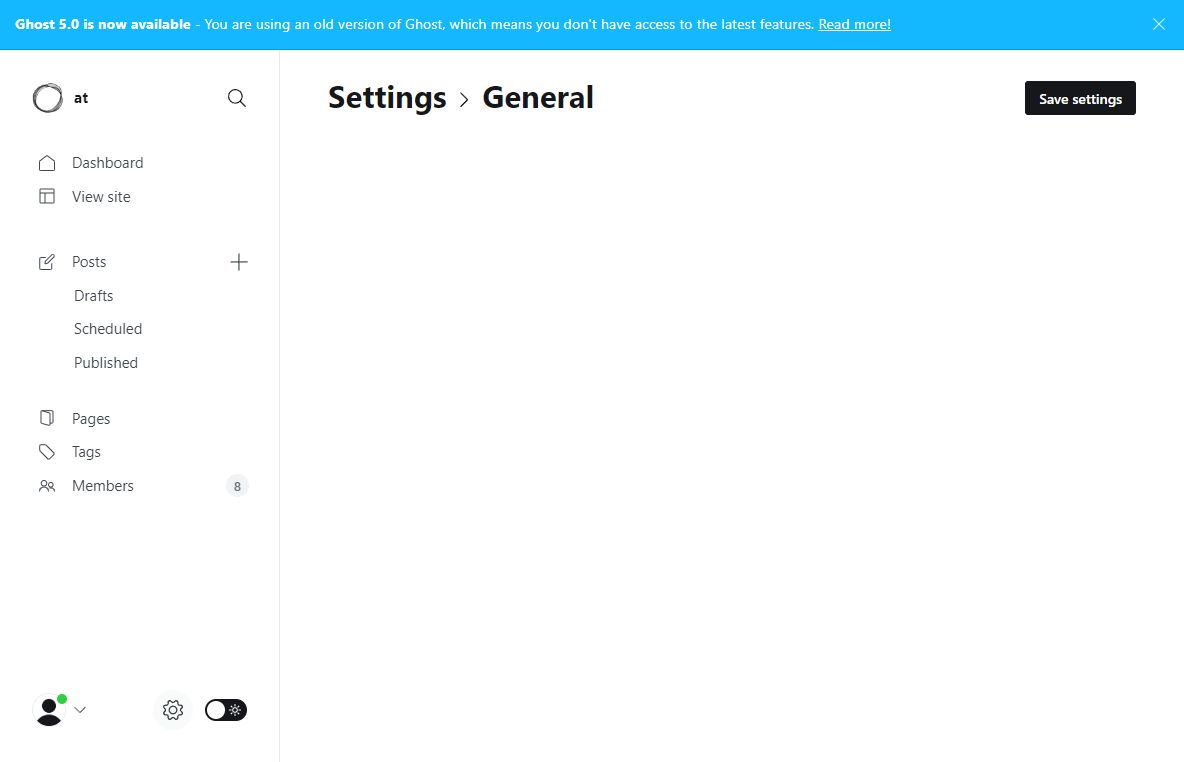 Ghost 5.0 is now available - You are using an old version of Ghost, which means you don't have access to the latest features. Read more!
at
Settings > General
Save settings
Dashboard
View site
Posts
Drafts
Scheduled
Published
Pages
Tags
Members 8